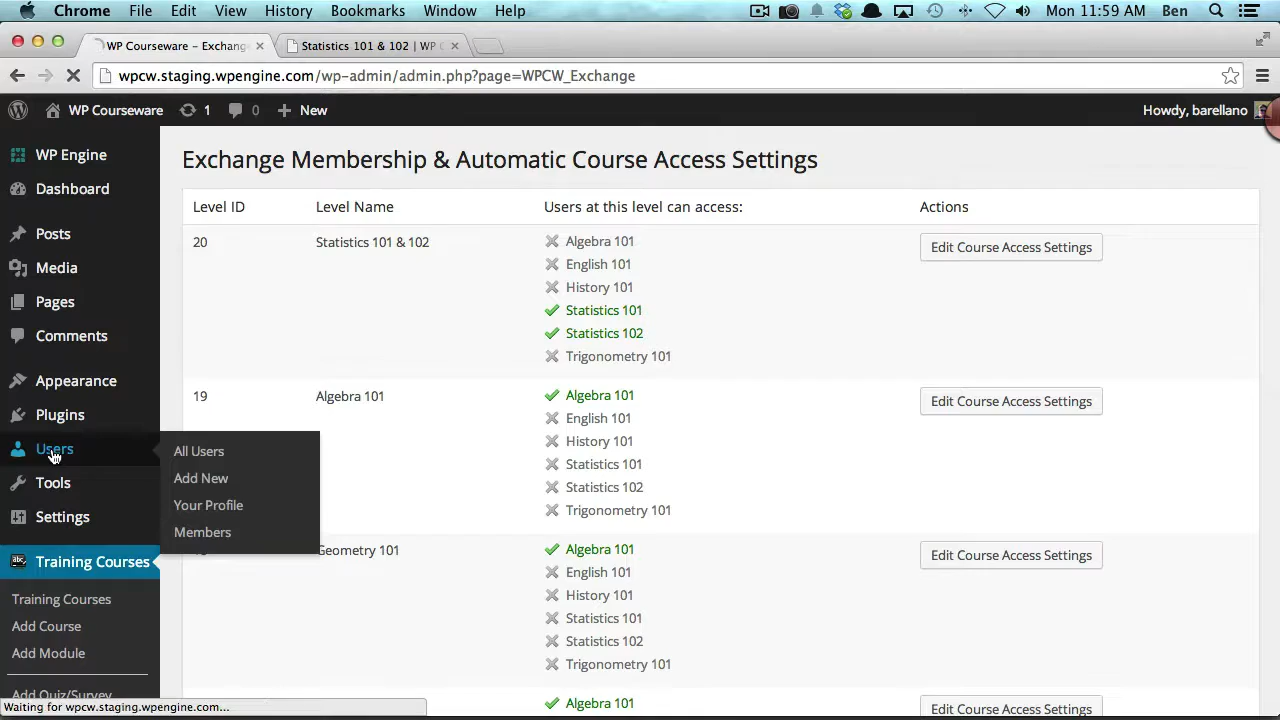 Chrome File Edit View History Bookmarks Window Help Mon 11:59 AM Ben
WP Courseware – Exchang Statistics 101 & 102 | WP C
wpcw.staging.wpengine.com/wp-admin/admin.php?page=WPCW_Exchange
WP Courseware 1 0 + New Howdy, barellano
WP Engine
Dashboard
Posts
Media
Pages
Comments
Appearance
Plugins
Users
Tools
Settings
Training Courses
Training Courses
Add Course
Add Module
Add Quiz/Survey
All Users
Add New
Your Profile
Members
Exchange Membership & Automatic Course Access Settings
Level ID Level Name Users at this level can access: Actions
20 Statistics 101 & 102 Algebra 101 Edit Course Access Settings
English 101
History 101
Statistics 101
Statistics 102
Trigonometry 101
19 Algebra 101 Algebra 101 Edit Course Access Settings
English 101
History 101
Statistics 101
Statistics 102
Trigonometry 101
Geometry 101 Algebra 101 Edit Course Access Settings
English 101
History 101
Statistics 101
Statistics 102
Trigonometry 101
Algebra 101 Edit Course Access Settings
Waiting for wpcw.staging.wpengine.com...